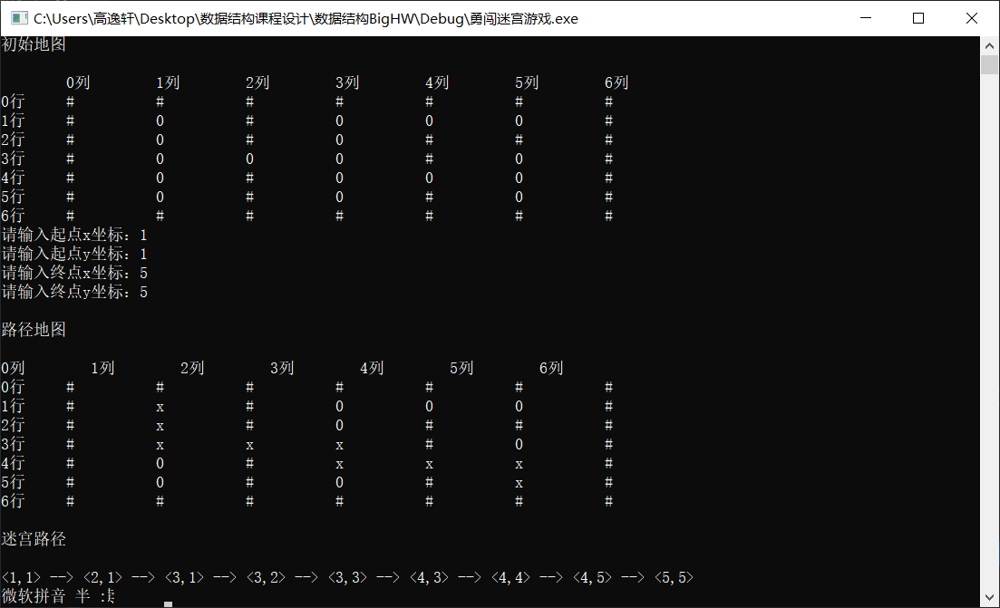 C:\Users\高逸轩\Desktop\数据结构课程设计\数据结构BigHW\Debug\勇闯迷宫游戏.exe
初始地图
0列 1列 2列 3列 4列 5列 6列
0行 # # # # # # #
1行 # 0 # 0 0 0 #
2行 # 0 # 0 # # #
3行 # 0 0 0 # 0 #
4行 # 0 # 0 0 0 #
5行 # 0 # 0 # 0 #
6行 # # # # # # #
请输入起点x坐标：1
请输入起点y坐标：1
请输入终点x坐标：5
请输入终点y坐标：5
路径地图
0列 1列 2列 3列 4列 5列 6列
0行 # # # # # # #
1行 # x # 0 0 0 #
2行 # x # 0 # # #
3行 # x x x # 0 #
4行 # 0 # x x x #
5行 # 0 # 0 # x #
6行 # # # # # # #
迷宫路径
<1,1> --> <2,1> --> <3,1> --> <3,2> --> <3,3> --> <4,3> --> <4,4> --> <4,5> --> <5,5>
微软拼音 半 :